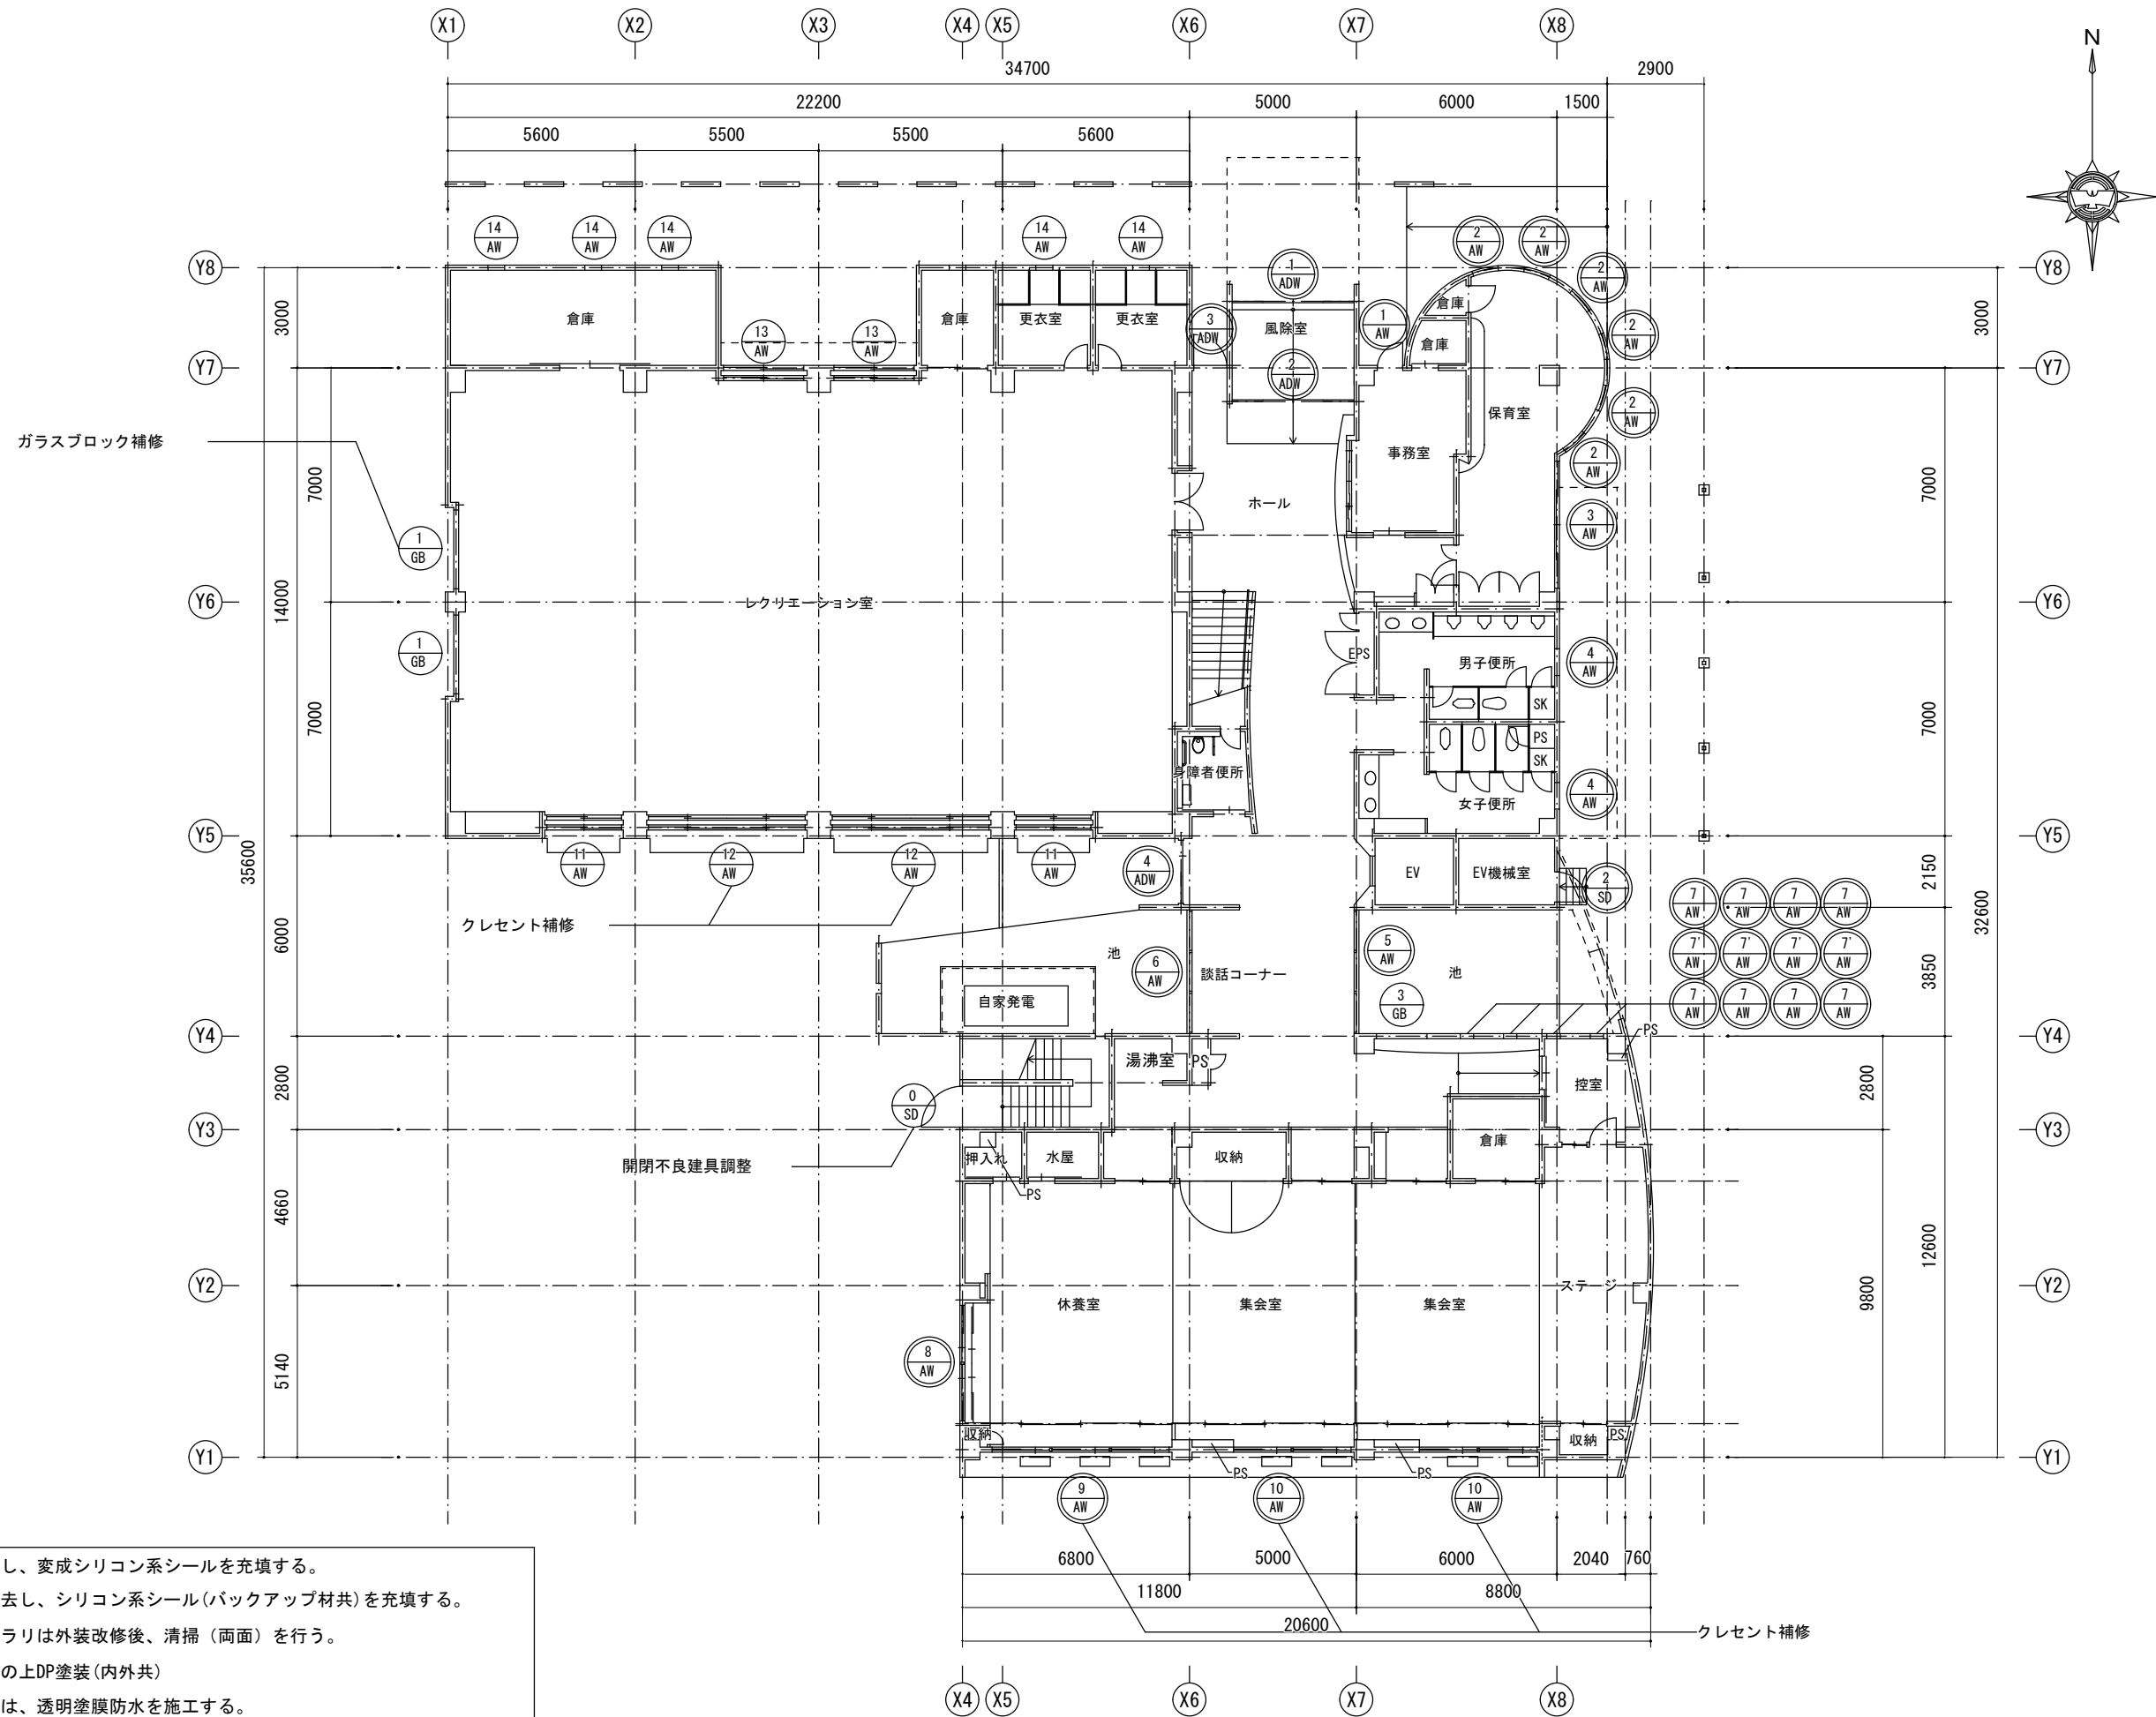 X1 X2 X3 X4 X5 X6 X7 X8
N
34700 2900
22200 5000 6000 1500
5600 5500 5500 5600
14 AW
14 AW
14 AW
14 AW
14 AW
2 AW
2 AW
2 AW
2 AW
2 AW
2 AW
3 AW
4 AW
4 AW
1 ADW
3 ADW
2 ADW
1 AW
13 AW
13 AW
Y8 Y8
Y7 Y7
Y6 Y6
Y5 Y5
Y4 Y4
Y3 Y3
Y2 Y2
Y1 Y1
3000
7000
14000
7000
35600
6000
2800
4660
5140
3000
7000
7000
2150
3850
32600
2800
12600
9800
倉庫
倉庫
更衣室
更衣室
風除室
倉庫
倉庫
保育室
事務室
ホール
ガラスブロック補修
1 GB
1 GB
レクリエーション室
EPS
男子便所
SK
PS
SK
身障者便所
女子便所
11 AW
12 AW
12 AW
11 AW
4 ADW
EV
EV機械室
2 SD
クレセント補修
7 AW 7 AW 7 AW 7 AW
7' AW 7' AW 7' AW 7' AW
7 AW 7 AW 7 AW 7 AW
池
6 AW
談話コーナー
5 AW
池
3 GB
自家発電
湯沸室
PS
PS
控室
0 SD
開閉不良建具調整
押入れ
水屋
収納
倉庫
PS
休養室
集会室
集会室
ステージ
8 AW
収納
収納
PS
PS
PS
9 AW
10 AW
10 AW
6800 5000 6000 2040 760
11800 8800
20600
クレセント補修
X4 X5 X6 X7 X8
し、変成シリコン系シールを充填する。
去し、シリコン系シール(バックアップ材共)を充填する。
ラリは外装改修後、清掃（両面）を行う。
の上DP塗装(内外共)
は、透明塗膜防水を施工する。